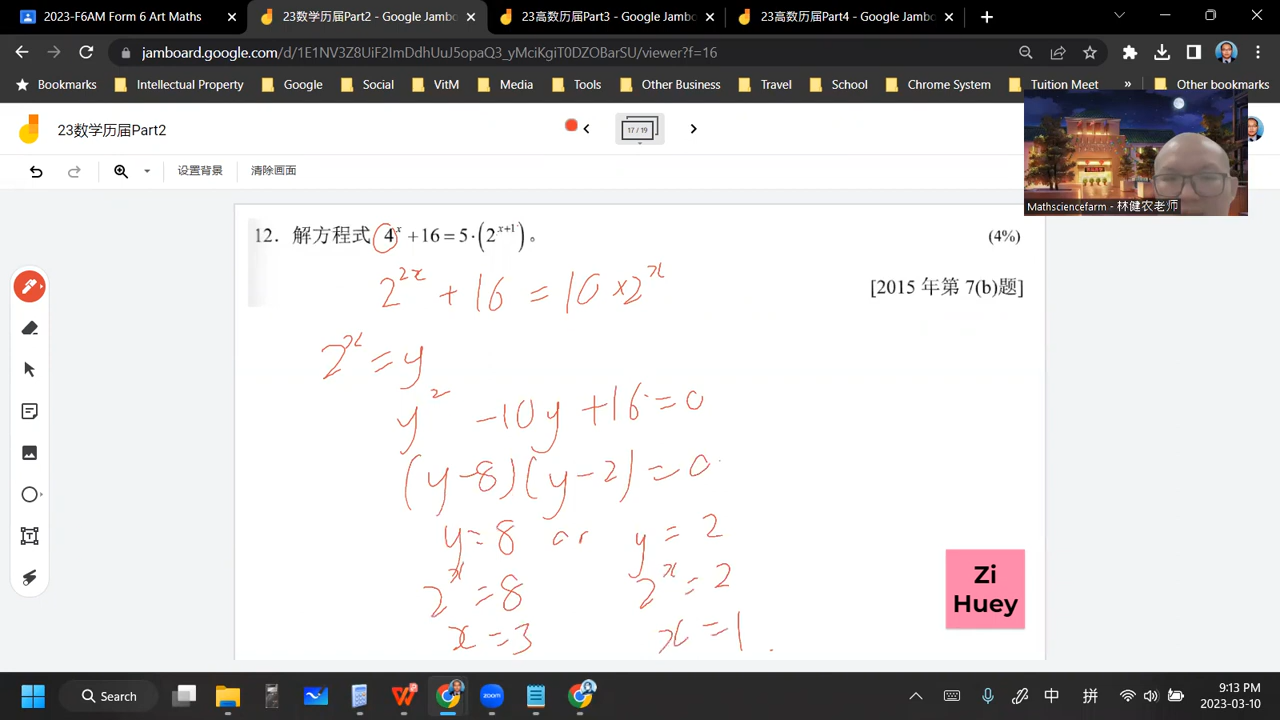 2023-F6AM Form 6 Art Maths
23数学历届Part2 - Google Jambo
23高数历届Part3 - Google Jambo
23高数历届Part4 - Google Jambo
jamboard.google.com/d/1E1NV3Z8UiF2ImDdhUuJ5opaQ3_yMciKgiT0DZOBarSU/viewer?f=16
Bookmarks Intellectual Property Google Social VitM Media Tools Other Business Travel School Chrome System Tuition Meet » Other bookmarks
23数学历届Part2
17 / 19
设置背景 清除画面
Mathsciencefarm - 林健农老师
12. 解方程式 4^x + 16 = 5·(2^{x+1})。 (4%)
[2015 年第 7(b)题]
2^{2x} + 16 = 10 × 2^x
2^x = y
y^2 - 10y + 16 = 0
(y - 8)(y - 2) = 0
y = 8 or y = 2
2^x = 8 2^x = 2
x = 3 x = 1
Zi
Huey
Search
中 拼
9:13 PM
2023-03-10